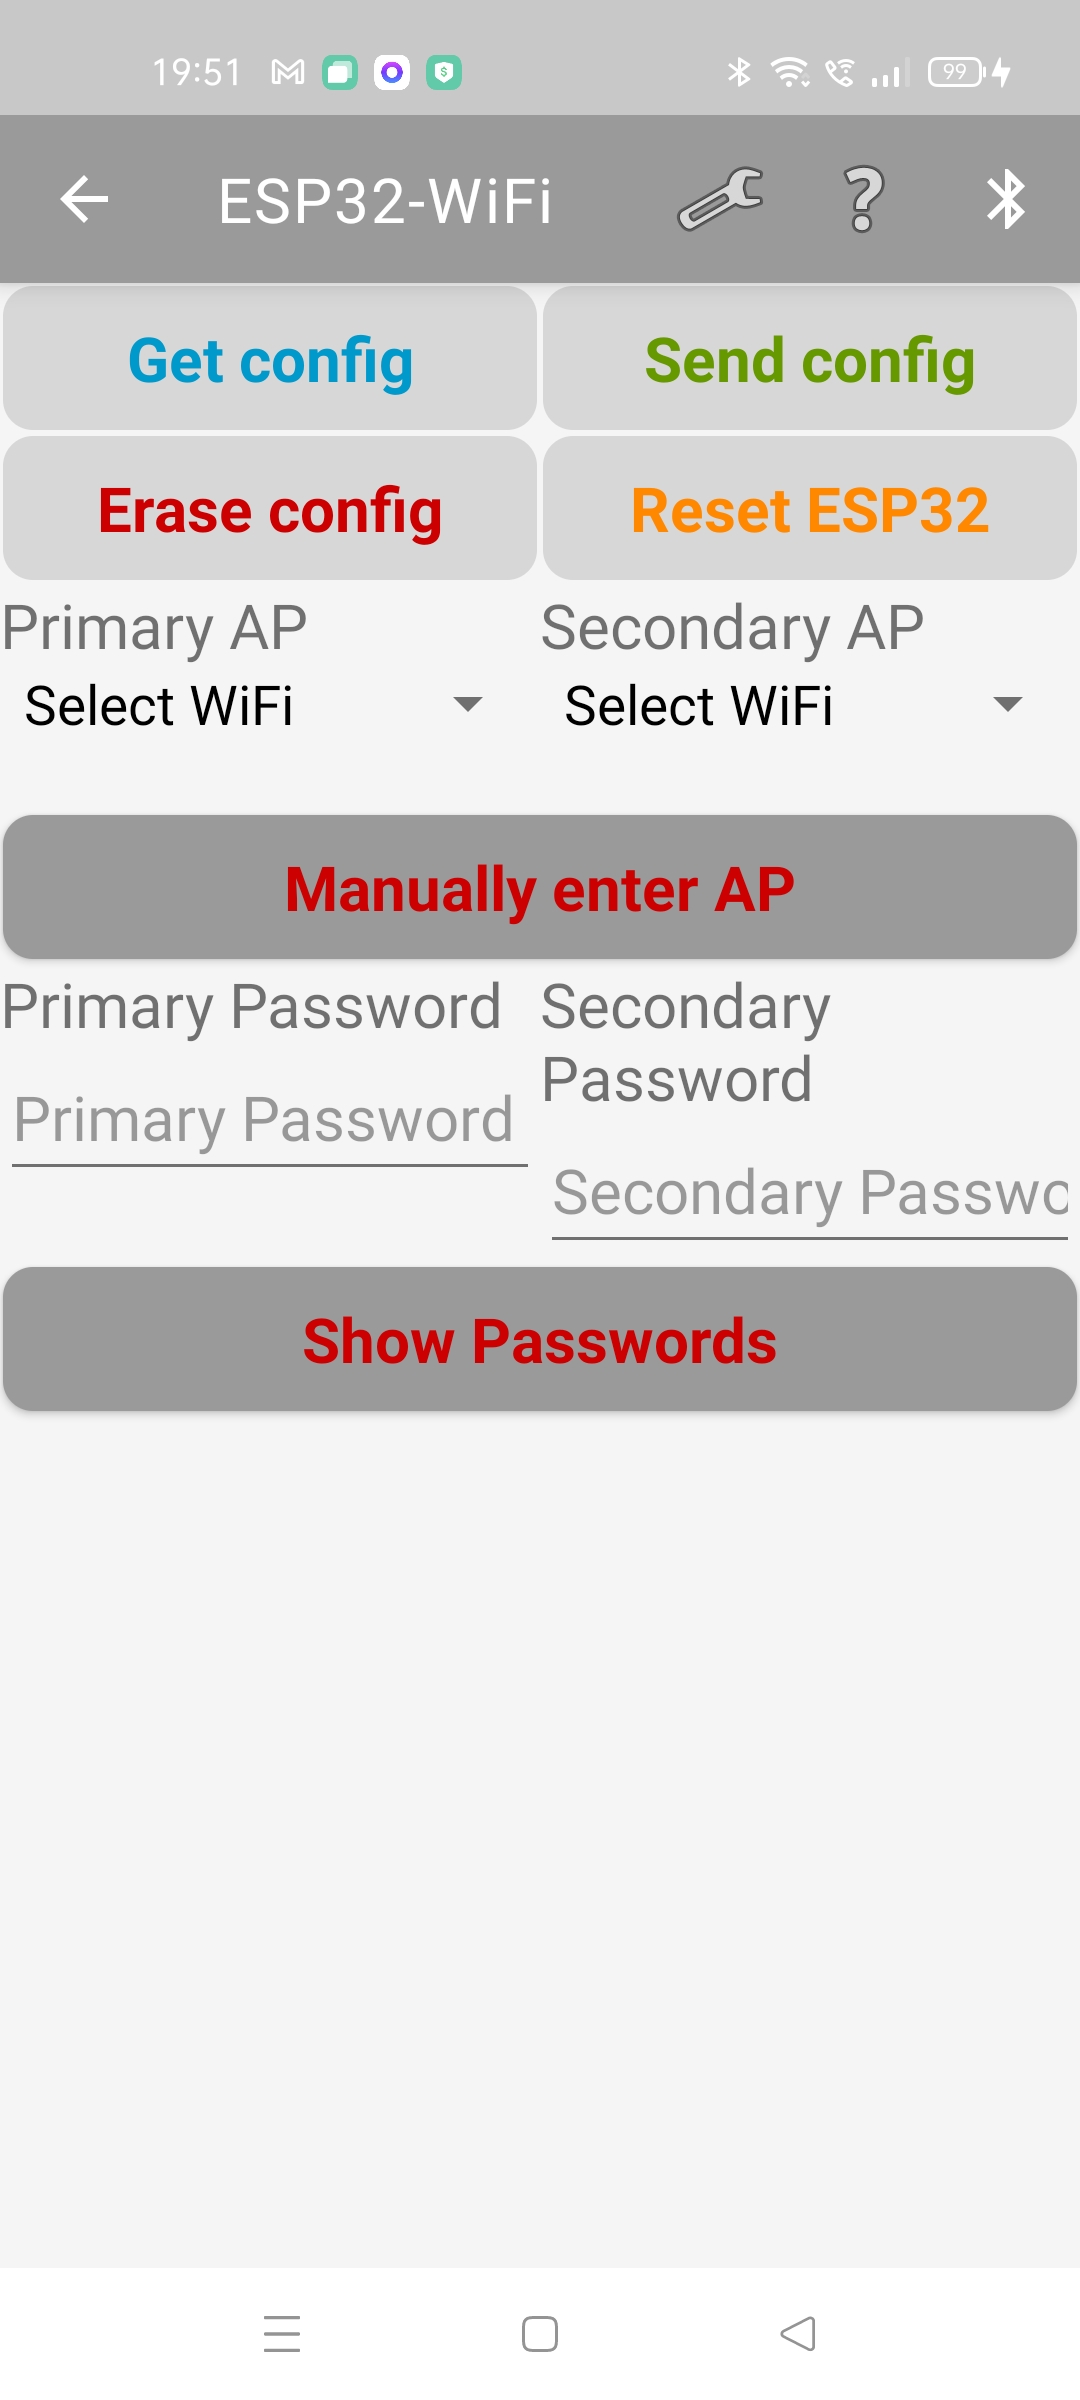 19:51
99
ESP32-WiFi
Get config
Send config
Erase config
Reset ESP32
Primary AP
Secondary AP
Select WiFi
Select WiFi
Manually enter AP
Primary Password
Secondary
Password
Primary Password
Secondary Passwo
Show Passwords